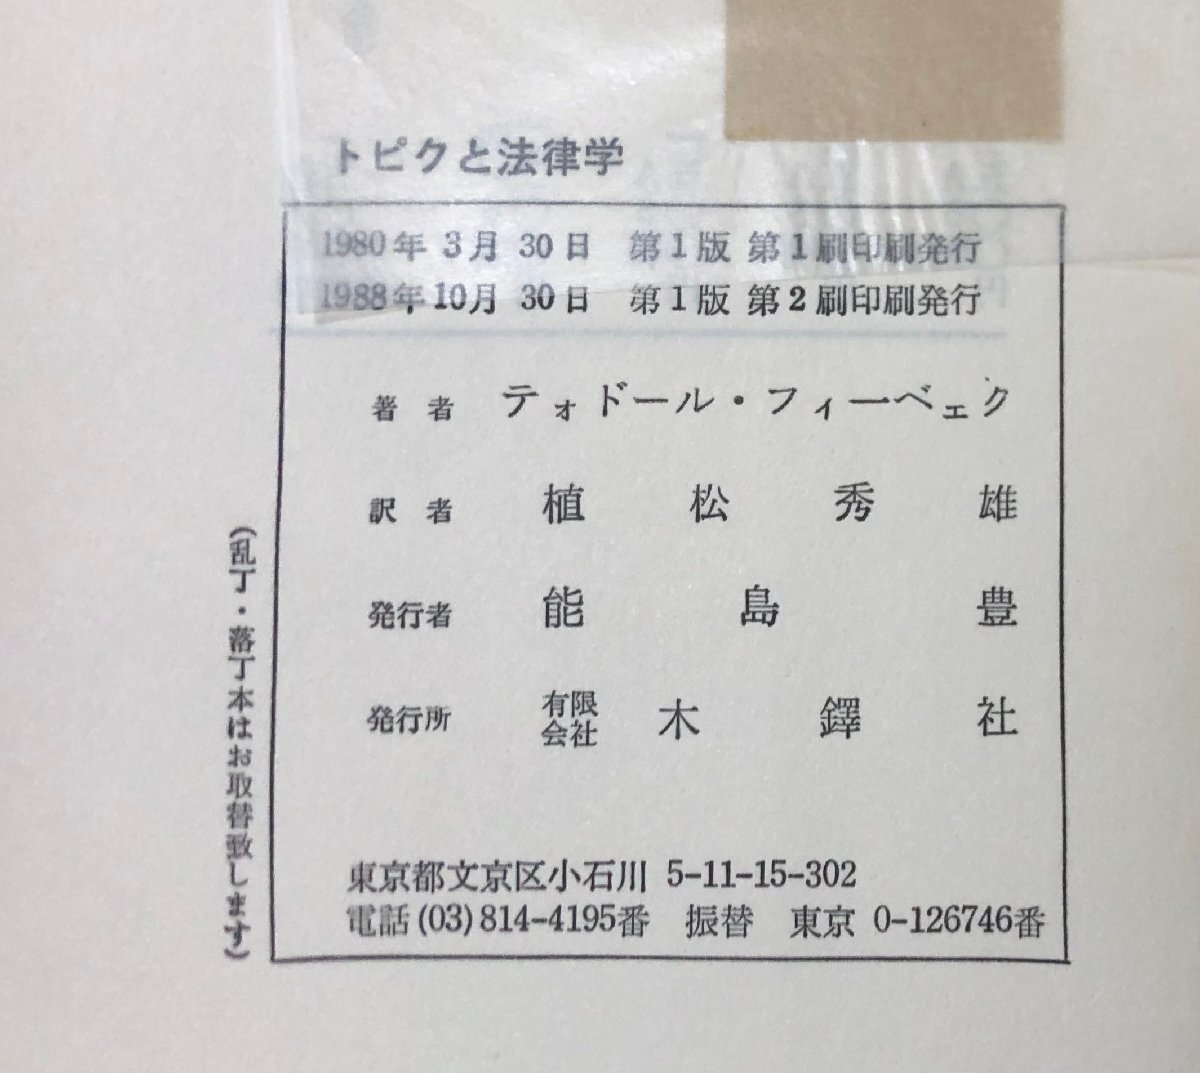 トピクと法律学
1980年 3月 30日 第1版 第1刷印刷発行
1988年 10月 30日 第1版 第2刷印刷発行
著者 テォドール・フィーベェク
訳者 植松秀雄
発行者 能島豊
発行所 有限会社 木鐸社
東京都文京区小石川 5-11-15-302
電話(03)814-4195番 振替 東京 0-126746番
(乱丁・落丁本はお取替致します)